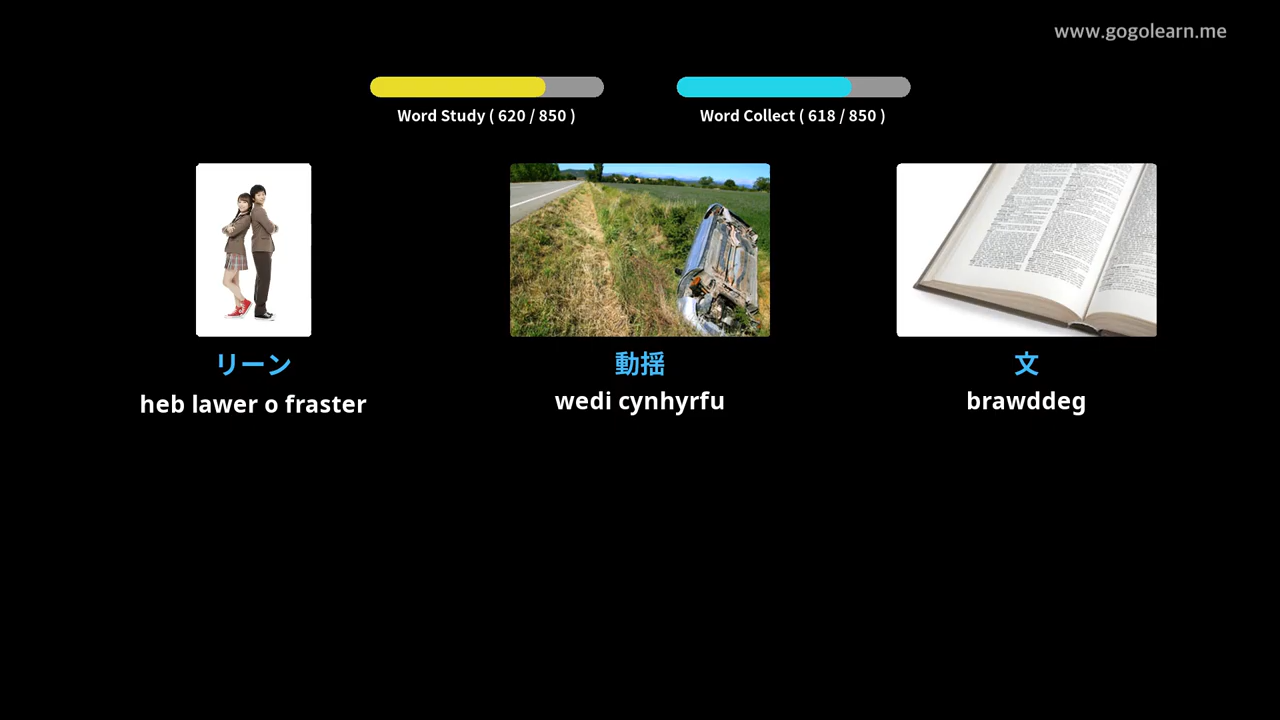 www.gogolearn.me
Word Study ( 620 / 850 )
Word Collect ( 618 / 850 )
リーン
動揺
文
heb lawer o fraster
wedi cynhyrfu
brawddeg